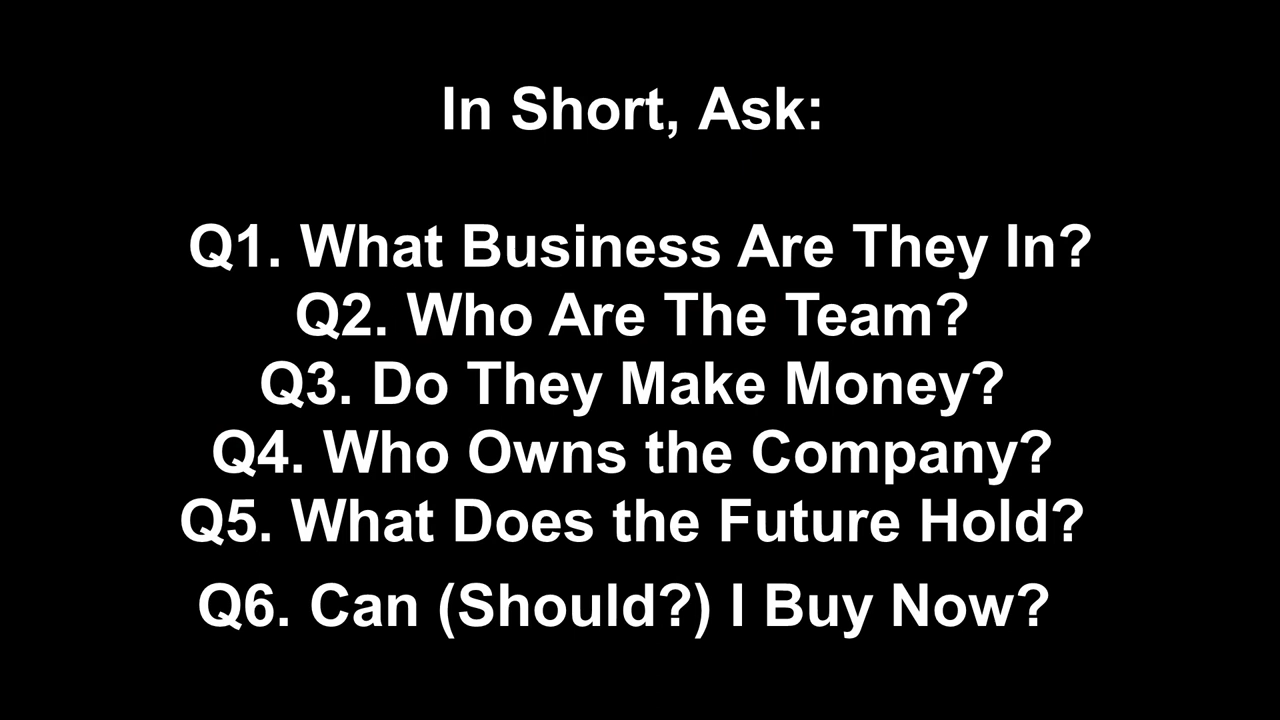 In Short, Ask:
Q1. What Business Are They In?
Q2. Who Are The Team?
Q3. Do They Make Money?
Q4. Who Owns the Company?
Q5. What Does the Future Hold?
Q6. Can (Should?) I Buy Now?